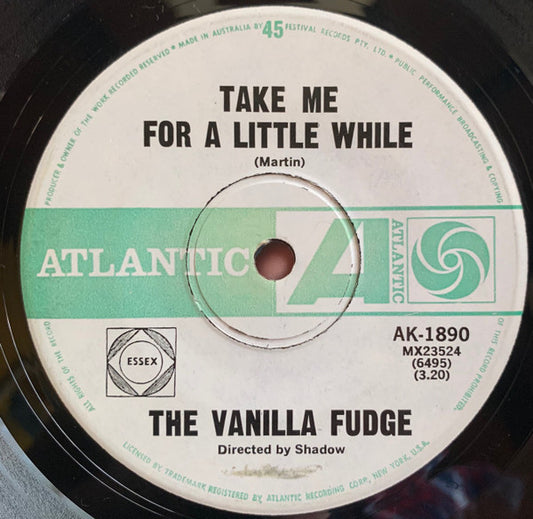 PRODUCER & OWNER OF THE WORK RECORDED RESERVED * MADE IN AUSTRALIA BY 45 FESTIVAL RECORDS PTY. LTD. * PUBLIC PERFORMANCE BROADCASTING & COPYING
TAKE ME
FOR A LITTLE WHILE
(Martin)
ATLANTIC
A
ATLANTIC
ESSEX
AK-1890
MX23524
(6495)
(3.20)
THE VANILLA FUDGE
Directed by Shadow
ALL RIGHTS OF THE RECORD
OF THIS RECORD PROHIBITED.
LICENSED BY TRADEMARK REGISTERED BY ATLANTIC RECORDING CORP., NEW YORK, U.S.A.